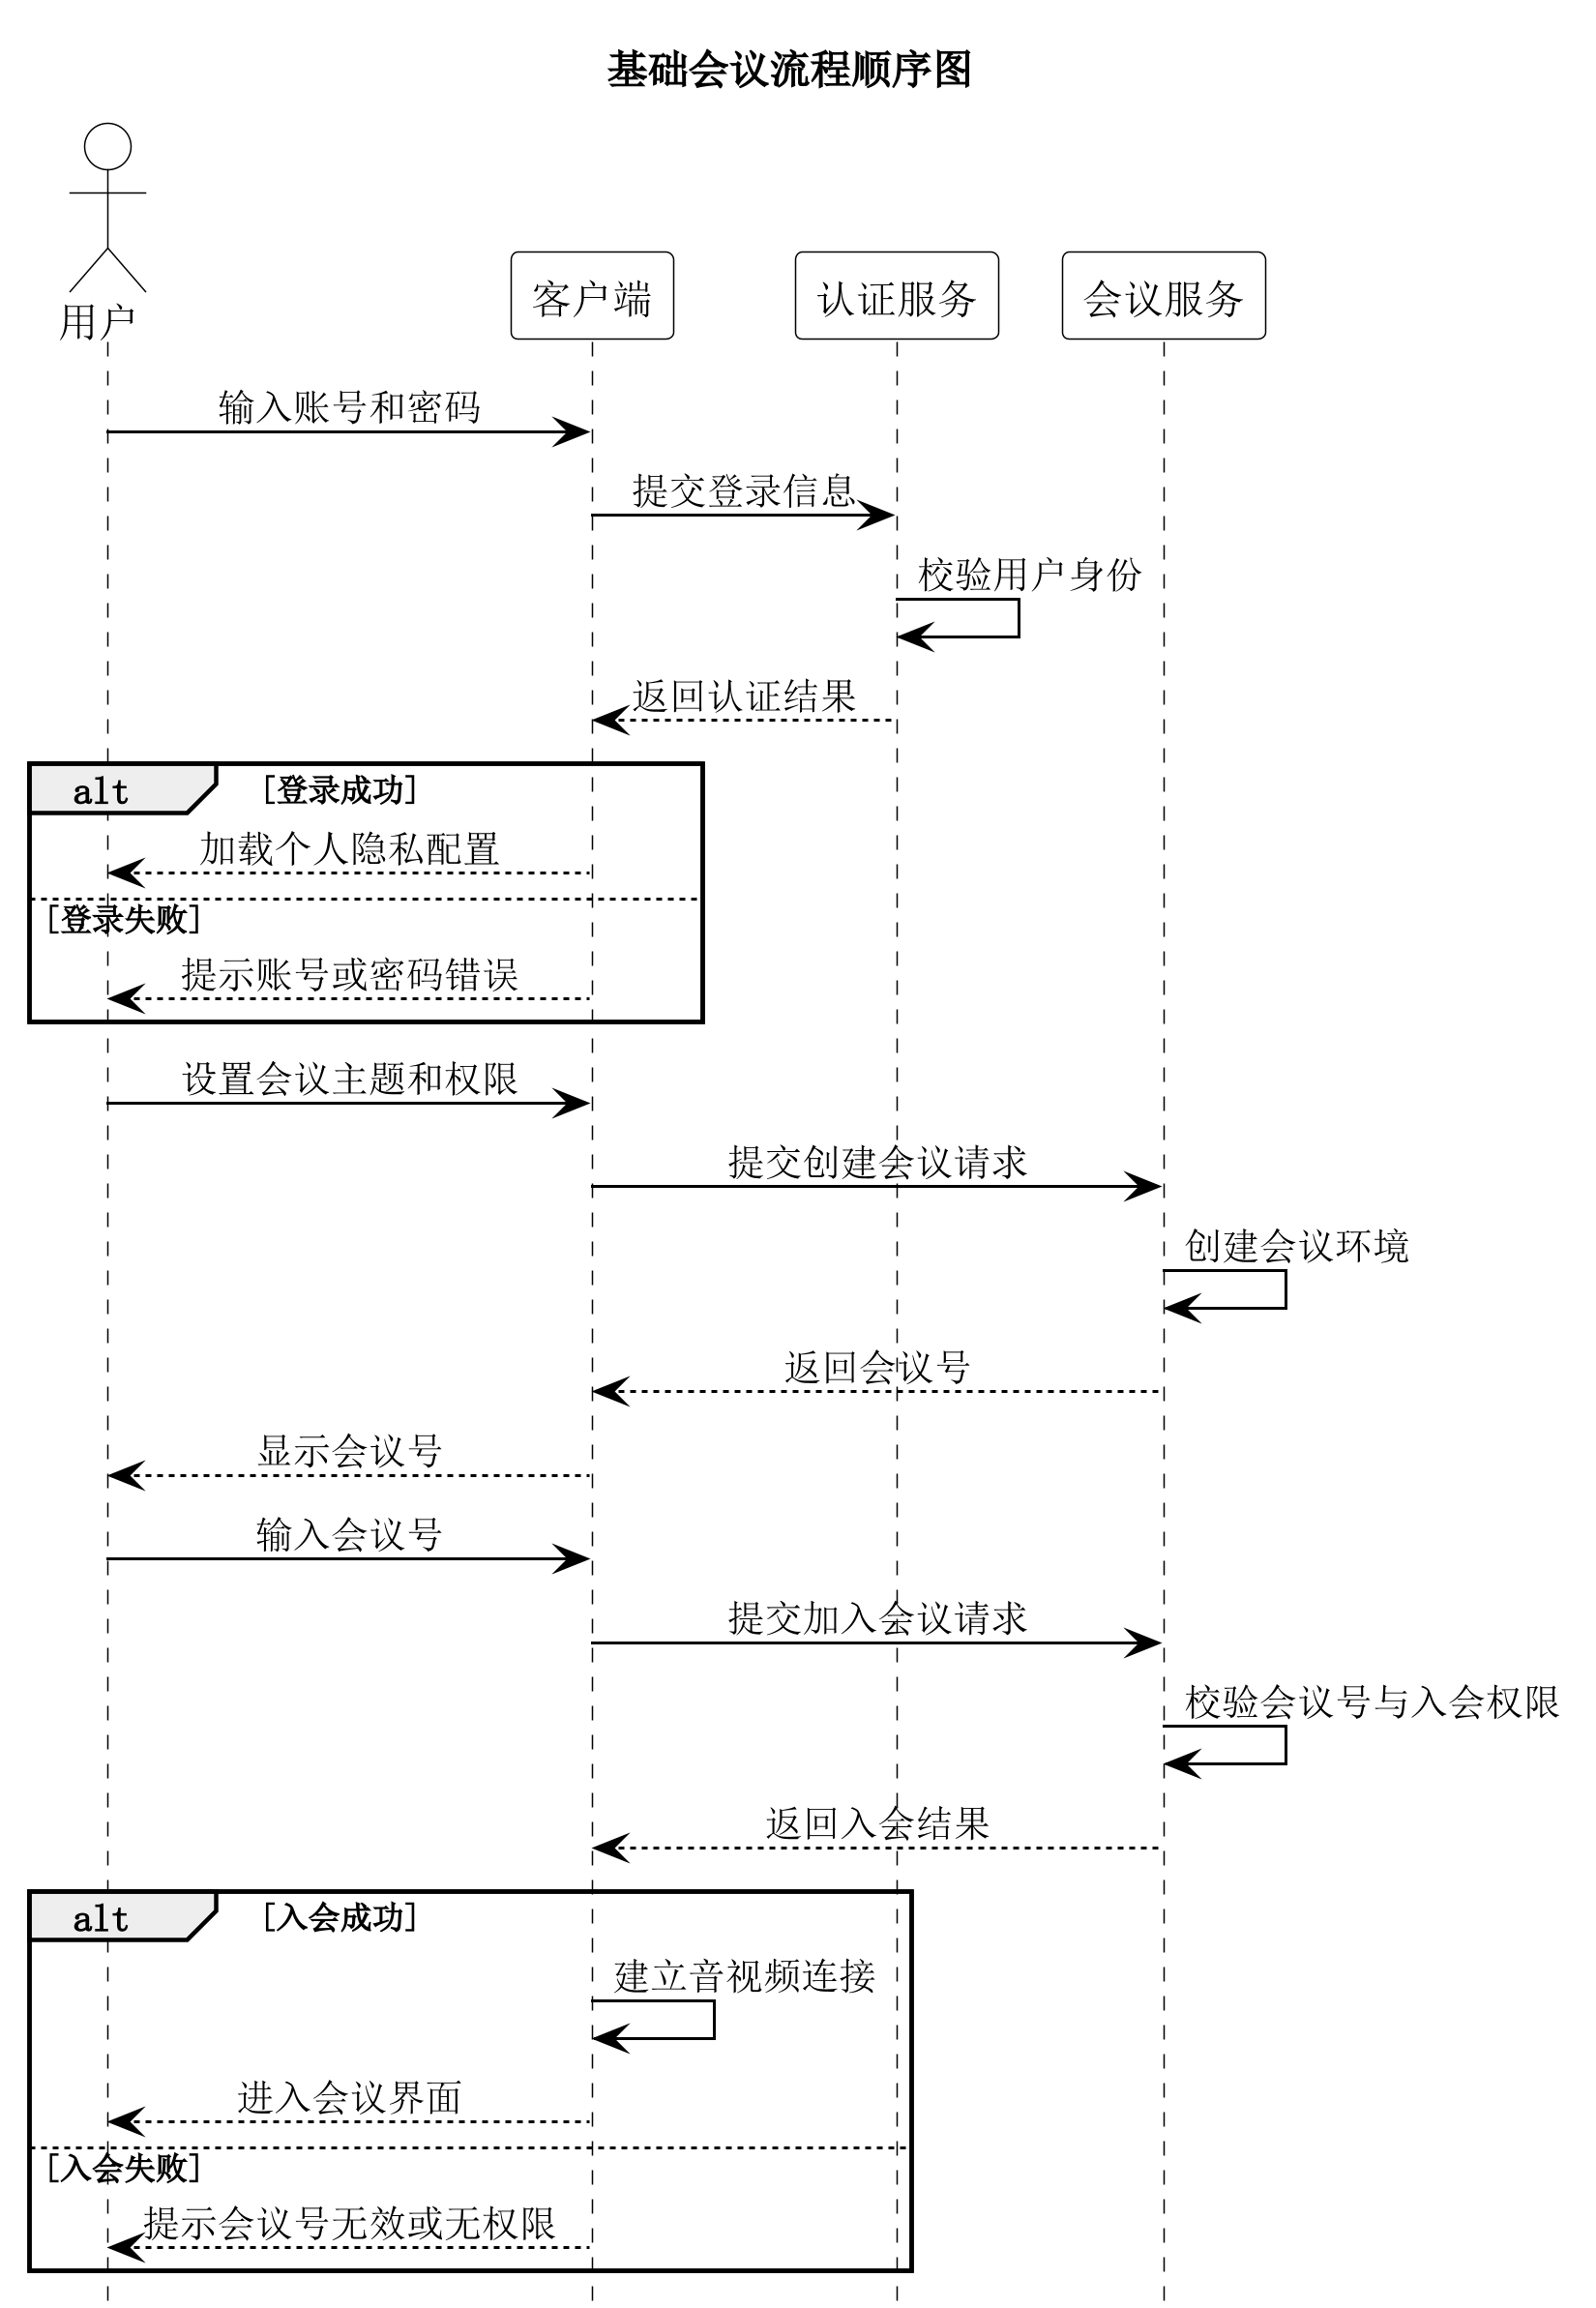 基础会议流程顺序图
用户
客户端
认证服务
会议服务
输入账号和密码
提交登录信息
校验用户身份
返回认证结果
alt [登录成功]
加载个人隐私配置
[登录失败]
提示账号或密码错误
设置会议主题和权限
提交创建会议请求
创建会议环境
返回会议号
显示会议号
输入会议号
提交加入会议请求
校验会议号与入会权限
返回入会结果
alt [入会成功]
建立音视频连接
进入会议界面
[入会失败]
提示会议号无效或无权限